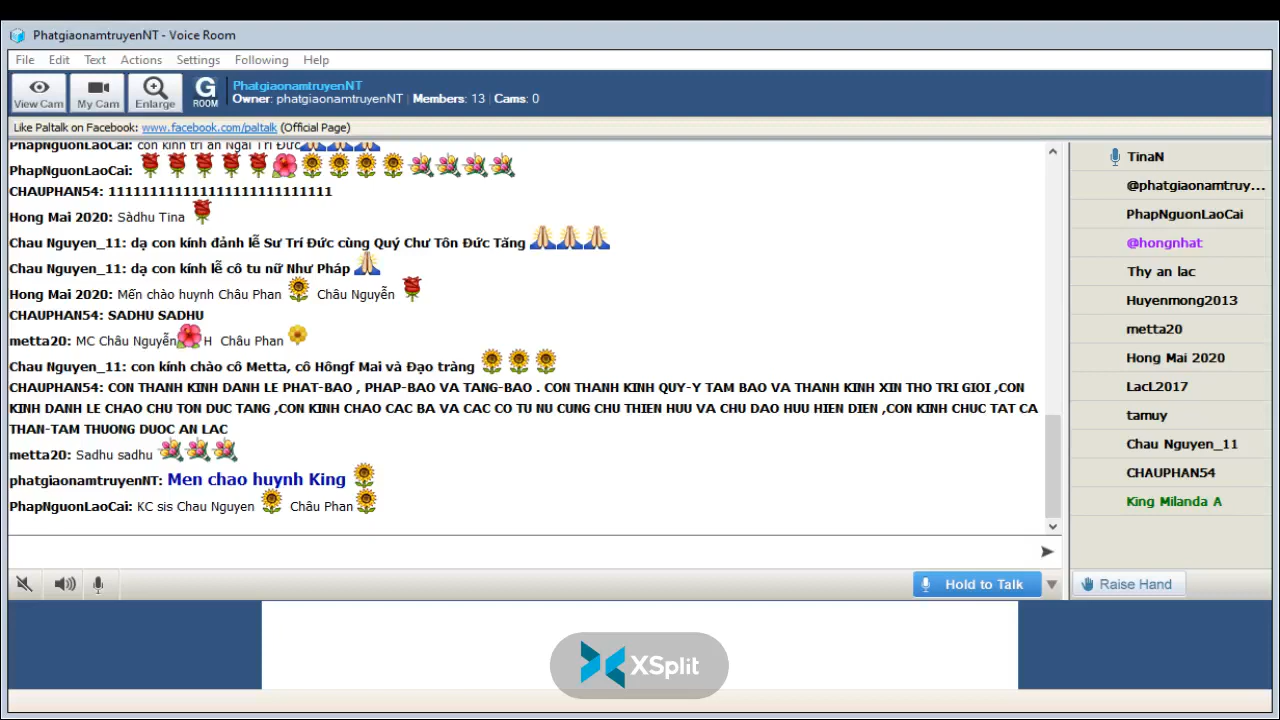 PhatgiaonamtruyenNT - Voice Room
File Edit Text Actions Settings Following Help
View Cam My Cam Enlarge G ROOM
PhatgiaonamtruyenNT
Owner: phatgiaonamtruyenNT | Members: 13 | Cams: 0
Like Paltalk on Facebook: www.facebook.com/paltalk (Official Page)
PhapNguonLaoCai: con kính tri ân Ngài Trí Đức
PhapNguonLaoCai:
CHAUPHAN54: 111111111111111111111111111111
Hong Mai 2020: Sàdhu Tina
Chau Nguyen_11: dạ con kính đảnh lễ Sư Trí Đức cùng Quý Chư Tôn Đức Tăng
Chau Nguyen_11: dạ con kính lễ cô tu nữ Như Pháp
Hong Mai 2020: Mến chào huynh Châu Phan Châu Nguyễn
CHAUPHAN54: SADHU SADHU
metta20: MC Châu Nguyễn H Châu Phan
Chau Nguyen_11: con kính chào cô Metta, cô Hôngf Mai và Đạo tràng
CHAUPHAN54: CON THANH KINH DANH LE PHAT-BAO , PHAP-BAO VA TANG-BAO . CON THANH KINH QUY-Y TAM BAO VA THANH KINH XIN THO TRI GIOI ,CON
KINH DANH LE CHAO CHU TON DUC TANG ,CON KINH CHAO CAC BA VA CAC CO TU NU CUNG CHU THIEN HUU VA CHU DAO HUU HIEN DIEN ,CON KINH CHUC TAT CA
THAN-TAM THUONG DUOC AN LAC
metta20: Sadhu sadhu
phatgiaonamtruyenNT: Men chao huynh King
PhapNguonLaoCai: KC sis Chau Nguyen Châu Phan
TinaN
@phatgiaonamtruy...
PhapNguonLaoCai
@hongnhat
Thy an lac
Huyenmong2013
metta20
Hong Mai 2020
LacL2017
tamuy
Chau Nguyen_11
CHAUPHAN54
King Milanda A
Hold to Talk
Raise Hand
XSplit